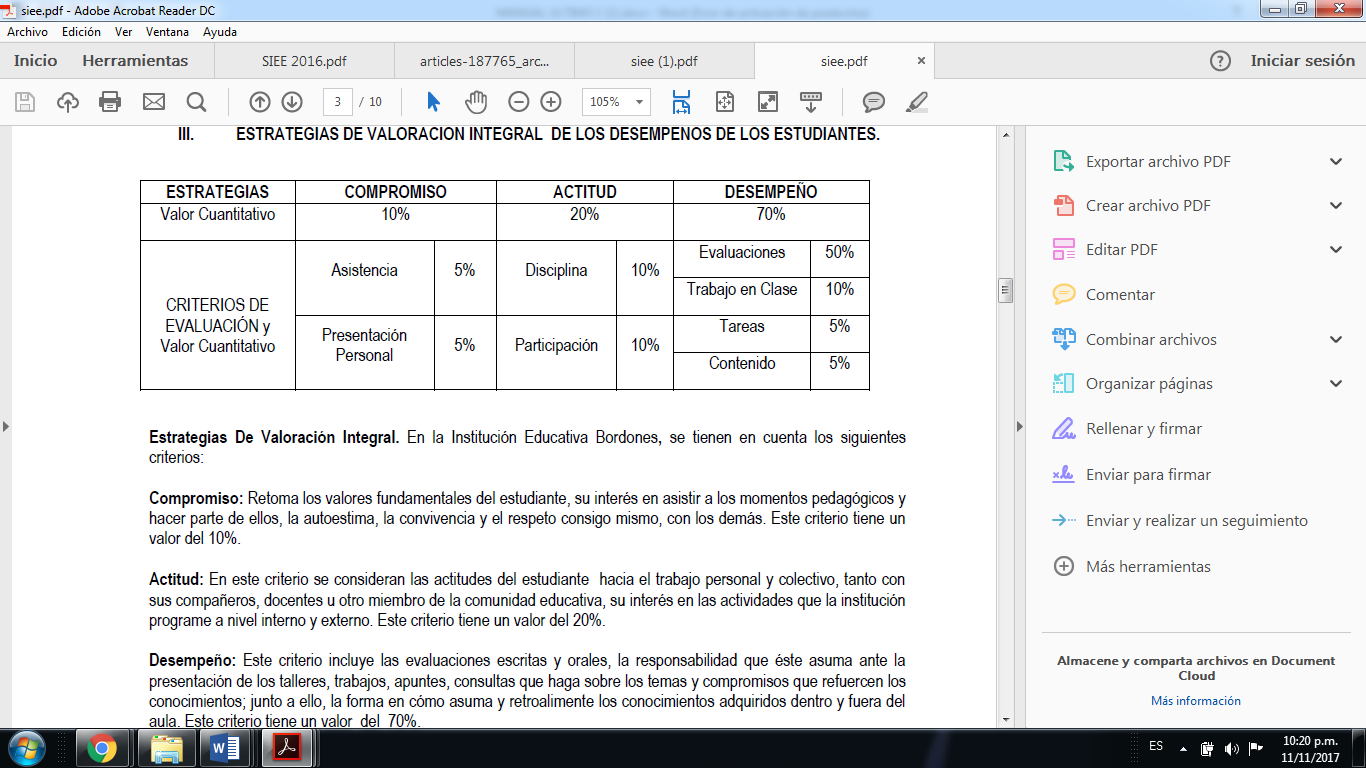 siee.pdf - Adobe Acrobat Reader DC
Archivo Edición Ver Ventana Ayuda
Inicio Herramientas SIEE 2016.pdf articles-187765_arc... siee (1).pdf siee.pdf × Iniciar sesión
3 / 10 105%
III. ESTRATEGIAS DE VALORACION INTEGRAL DE LOS DESEMPEÑOS DE LOS ESTUDIANTES.
ESTRATEGIAS COMPROMISO ACTITUD DESEMPEÑO
Valor Cuantitativo 10% 20% 70%
CRITERIOS DE
EVALUACIÓN y
Valor Cuantitativo
Asistencia 5% Disciplina 10%
Evaluaciones 50%
Trabajo en Clase 10%
Presentación
Personal
5% Participación 10%
Tareas 5%
Contenido 5%
Estrategias De Valoración Integral. En la Institución Educativa Bordones, se tienen en cuenta los siguientes
criterios:
Compromiso: Retoma los valores fundamentales del estudiante, su interés en asistir a los momentos pedagógicos y
hacer parte de ellos, la autoestima, la convivencia y el respeto consigo mismo, con los demás. Este criterio tiene un
valor del 10%.
Actitud: En este criterio se consideran las actitudes del estudiante hacia el trabajo personal y colectivo, tanto con
sus compañeros, docentes u otro miembro de la comunidad educativa, su interés en las actividades que la institución
programe a nivel interno y externo. Este criterio tiene un valor del 20%.
Desempeño: Este criterio incluye las evaluaciones escritas y orales, la responsabilidad que éste asuma ante la
presentación de los talleres, trabajos, apuntes, consultas que haga sobre los temas y compromisos que refuercen los
conocimientos; junto a ello, la forma en cómo asuma y retroalimente los conocimientos adquiridos dentro y fuera del
aula. Este criterio tiene un valor del 70%.
Exportar archivo PDF
Crear archivo PDF
Editar PDF
Comentar
Combinar archivos
Organizar páginas
Rellenar y firmar
Enviar para firmar
Enviar y realizar un seguimiento
Más herramientas
Almacene y comparta archivos en Document
Cloud
Más información
ES
10:20 p.m.
11/11/2017